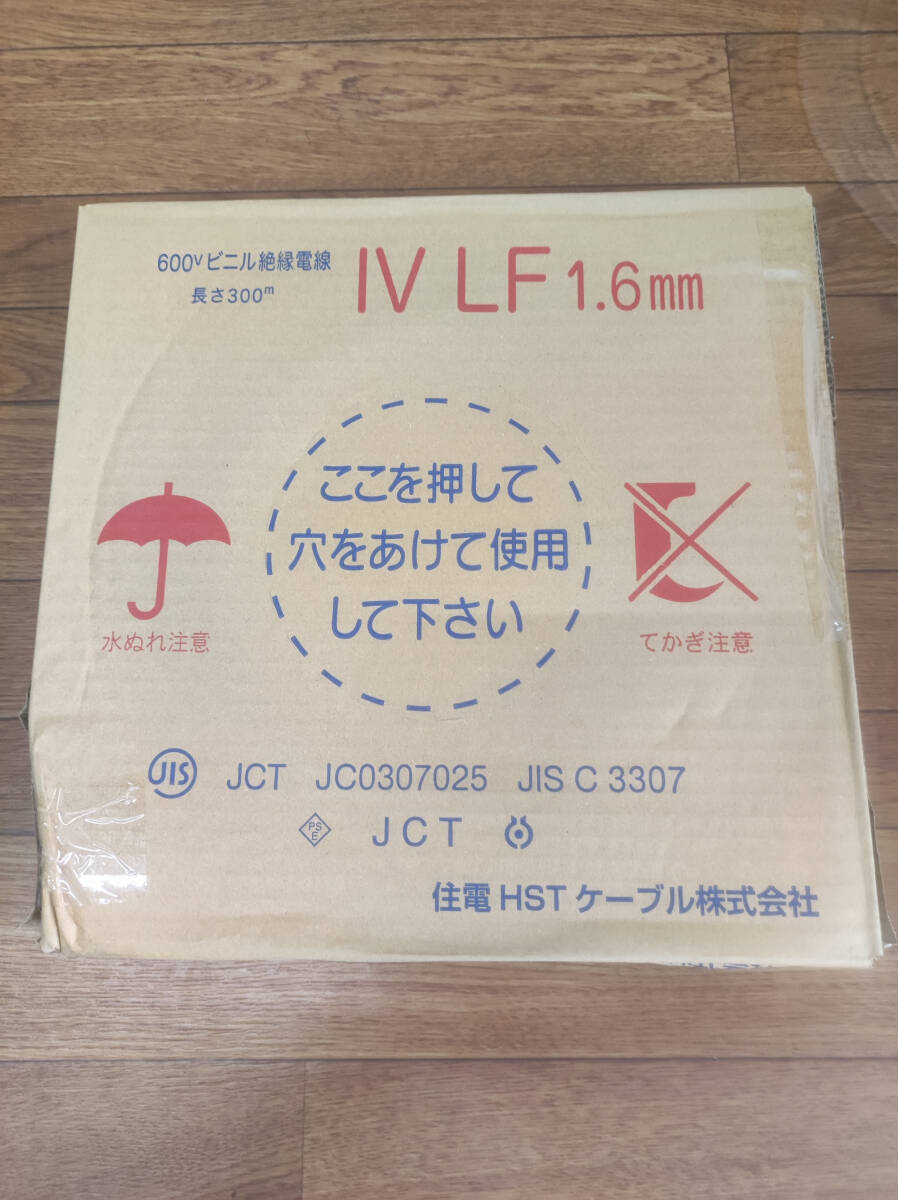 600V ビニル絶縁電線
長さ300m
IV LF 1.6mm
ここを押して
穴をあけて使用
して下さい
水ぬれ注意
てかぎ注意
JIS JCT JC0307025 JIS C 3307
PS
E
JCT
住電 HST ケーブル株式会社